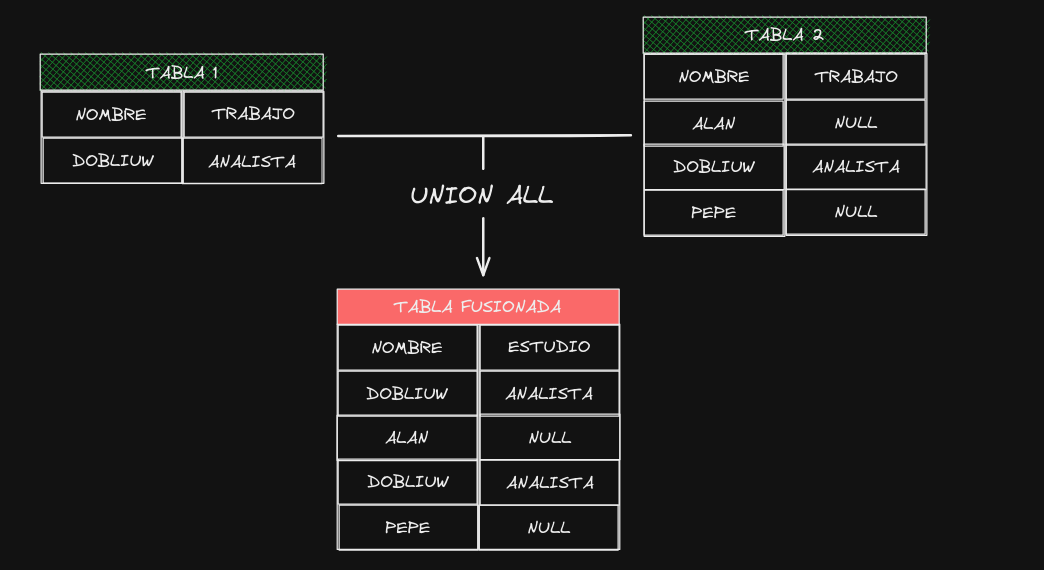 TABLA 1
NOMBRE TRABAJO
DOBLIUW ANALISTA
TABLA 2
NOMBRE TRABAJO
ALAN NULL
DOBLIUW ANALISTA
PEPE NULL
UNION ALL
TABLA FUSIONADA
NOMBRE ESTUDIO
DOBLIUW ANALISTA
ALAN NULL
DOBLIUW ANALISTA
PEPE NULL